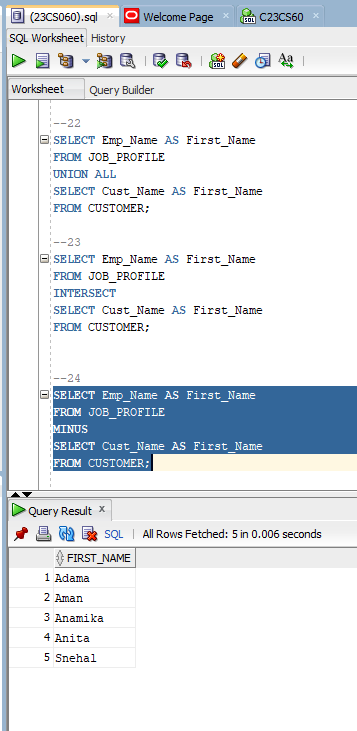 (23CS060).sql × Welcome Page × C23CS60 ×
SQL Worksheet History
Aa
Worksheet Query Builder
--22
SELECT Emp_Name AS First_Name
FROM JOB_PROFILE
UNION ALL
SELECT Cust_Name AS First_Name
FROM CUSTOMER;
--23
SELECT Emp_Name AS First_Name
FROM JOB_PROFILE
INTERSECT
SELECT Cust_Name AS First_Name
FROM CUSTOMER;
--24
SELECT Emp_Name AS First_Name
FROM JOB_PROFILE
MINUS
SELECT Cust_Name AS First_Name
FROM CUSTOMER;
Query Result ×
SQL | All Rows Fetched: 5 in 0.006 seconds
FIRST_NAME
1 Adama
2 Aman
3 Anamika
4 Anita
5 Snehal